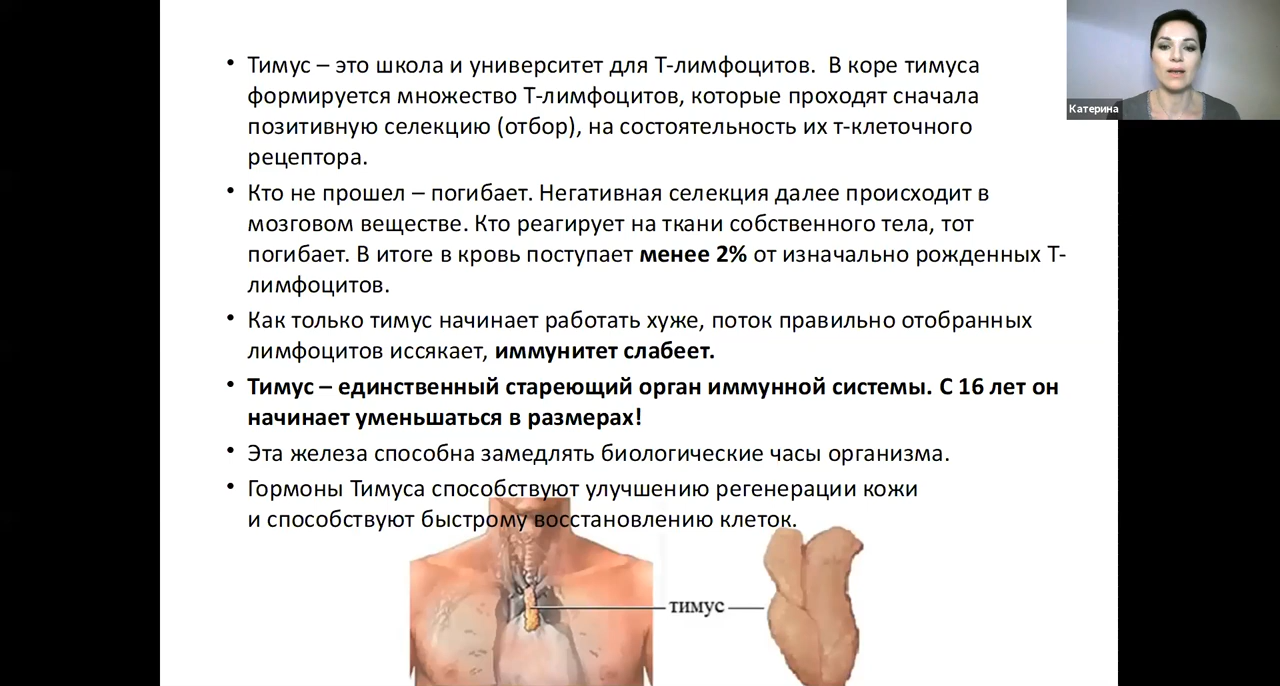 • Тимус – это школа и университет для Т-лимфоцитов. В коре тимуса
формируется множество Т-лимфоцитов, которые проходят сначала
позитивную селекцию (отбор), на состоятельность их т-клеточного
рецептора.
• Кто не прошел – погибает. Негативная селекция далее происходит в
мозговом веществе. Кто реагирует на ткани собственного тела, тот
погибает. В итоге в кровь поступает менее 2% от изначально рожденных Т-
лимфоцитов.
• Как только тимус начинает работать хуже, поток правильно отобранных
лимфоцитов иссякает, иммунитет слабеет.
• Тимус – единственный стареющий орган иммунной системы. С 16 лет он
начинает уменьшаться в размерах!
• Эта железа способна замедлять биологические часы организма.
• Гормоны Тимуса способствуют улучшению регенерации кожи
и способствуют быстрому восстановлению клеток.
тимус
Катерина